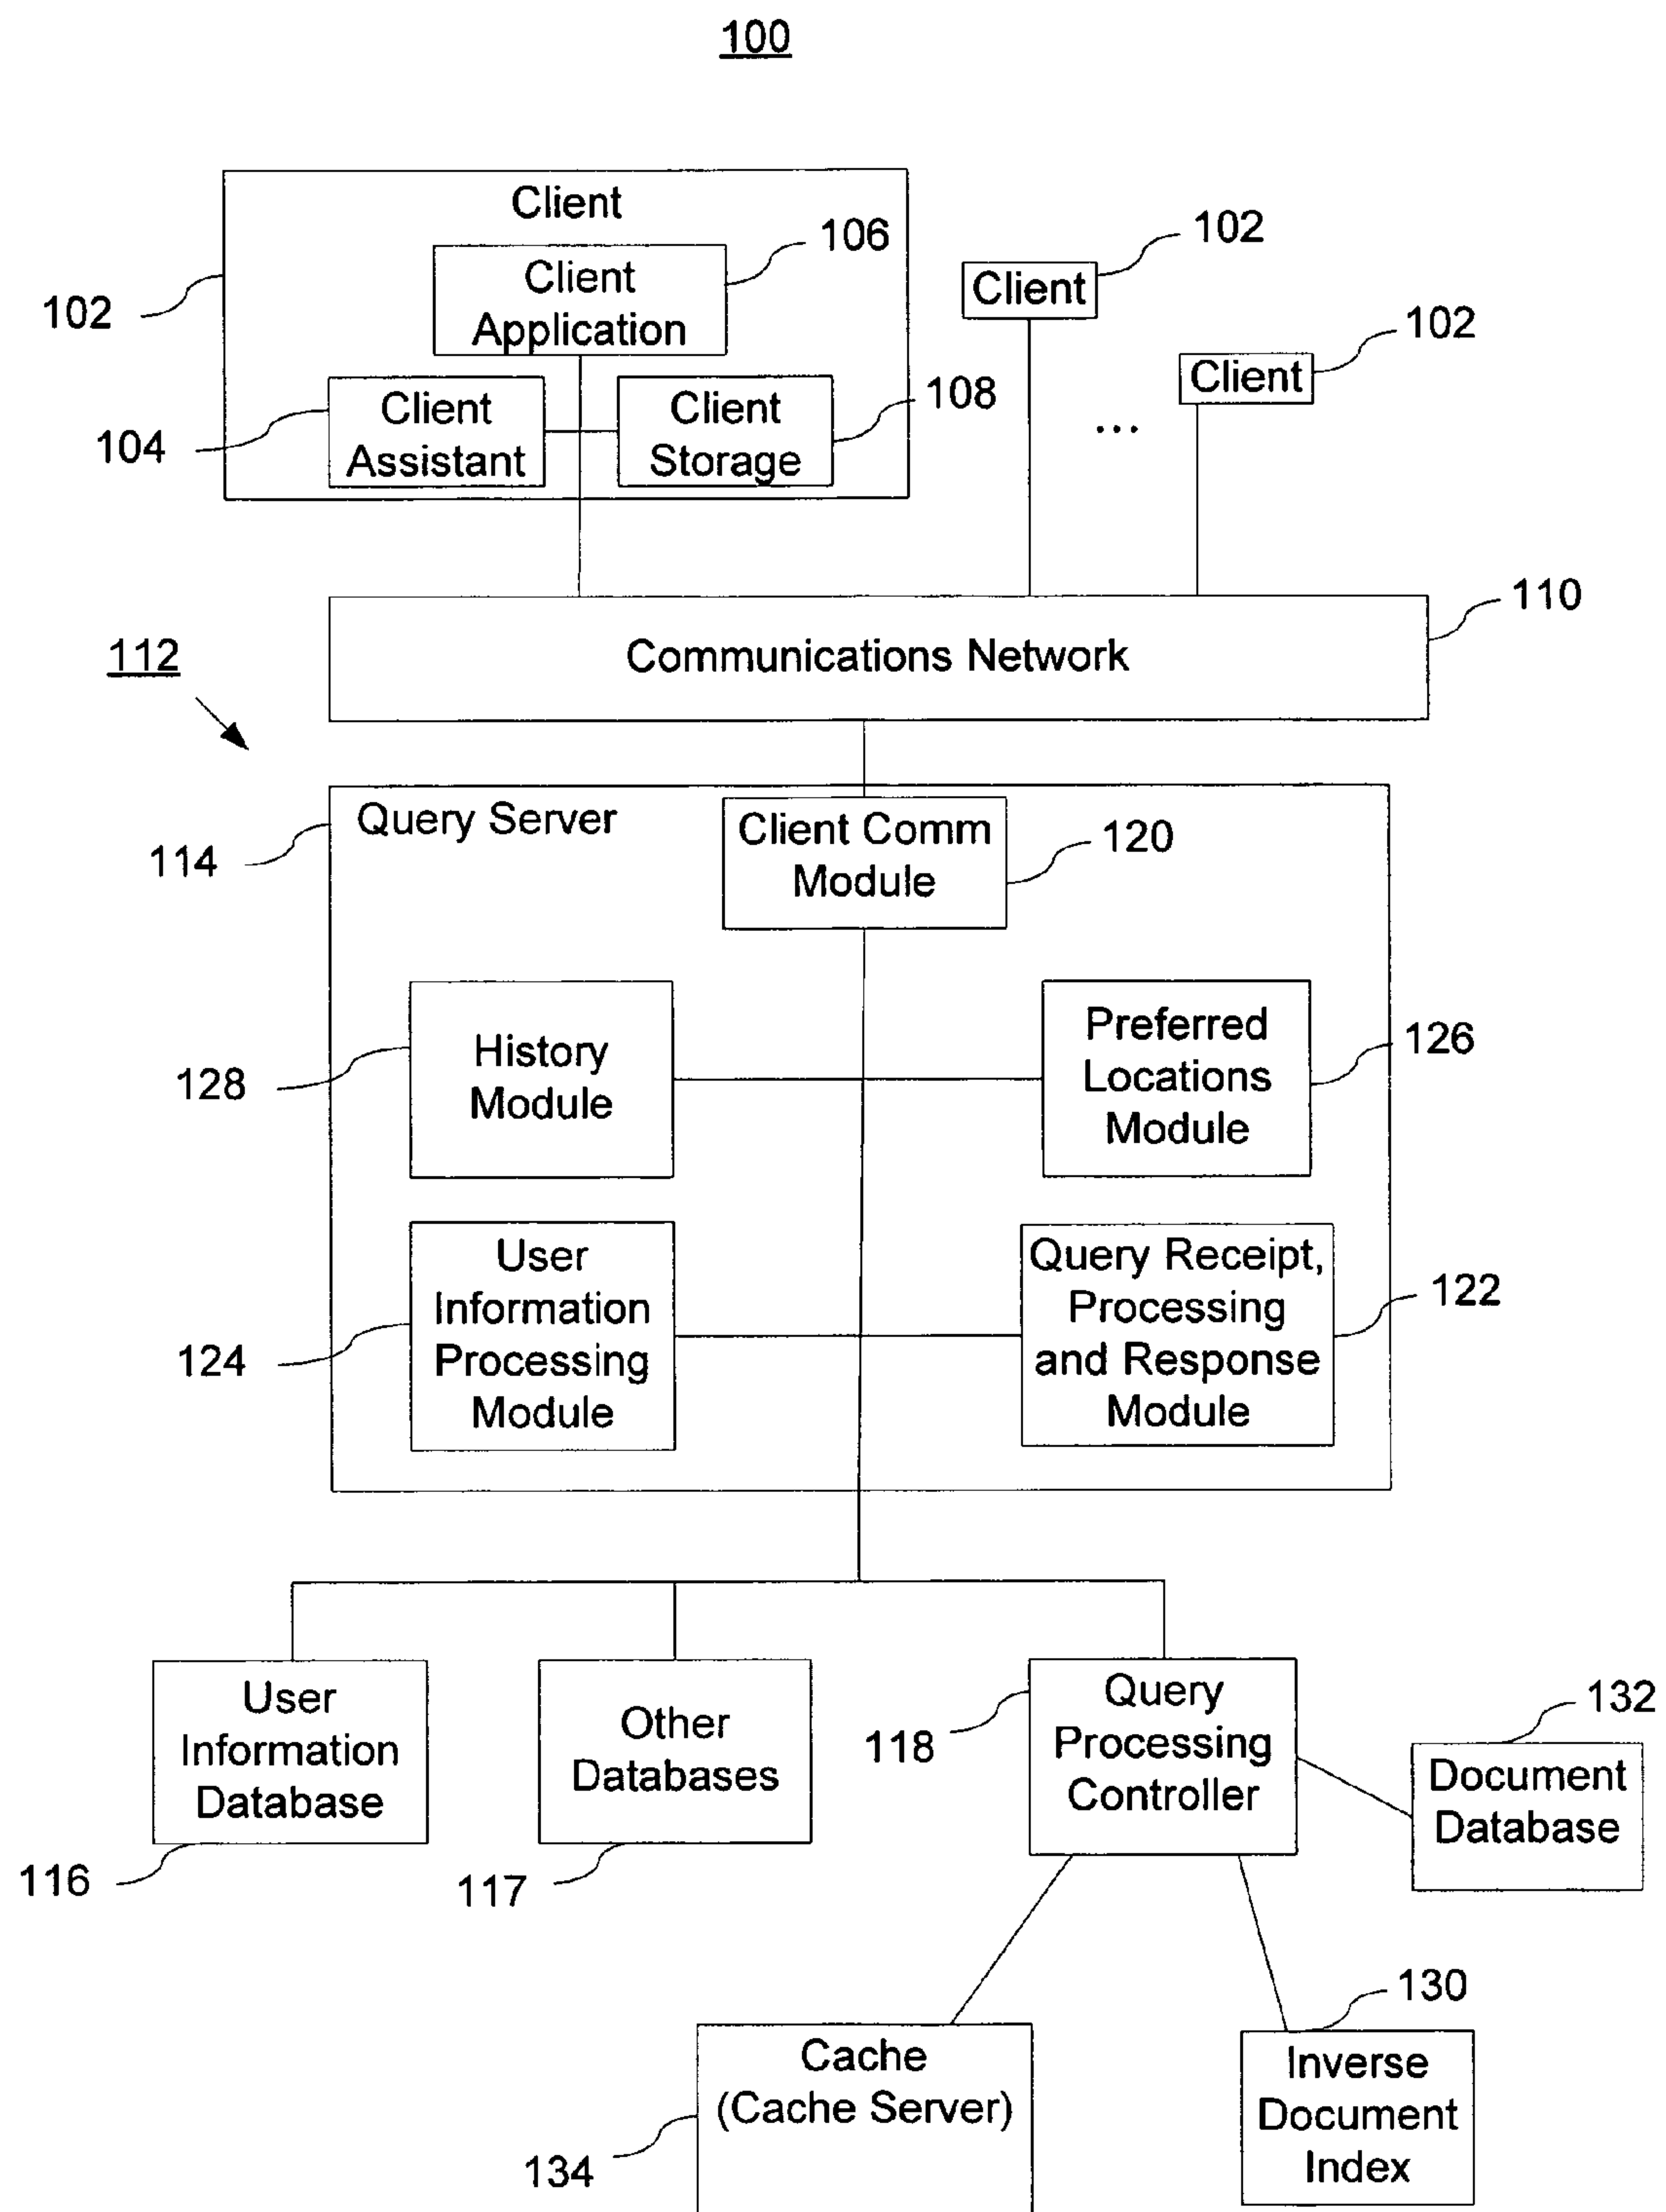 100
Client
106
102
Client
Application
Client
102
102
Client
Client
Assistant
Client
Storage
108
104
...
110
Communications Network
112
Query Server
Client Comm
Module
120
114
History
Module
128
Preferred
Locations
Module
126
User
Information
Processing
Module
124
Query Receipt,
Processing
and Response
Module
122
User
Information
Database
116
Other
Databases
117
Query
Processing
Controller
118
132
Document
Database
130
Cache
(Cache Server)
134
Inverse
Document
Index